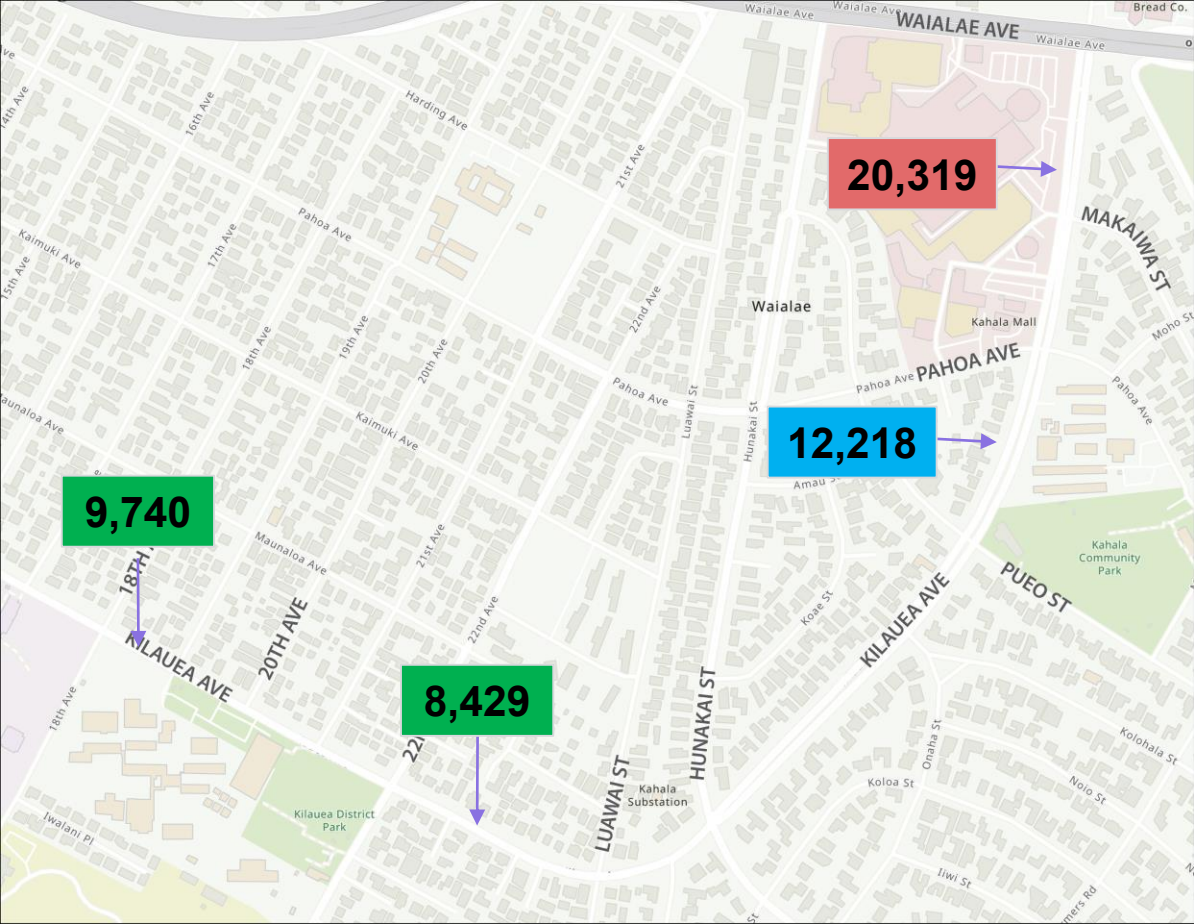 Waialae Ave
Waialae Ave
WAIALAE AVE
Waialae Ave
Bread Co.
14th Ave
16th Ave
Harding Ave
21st Ave
20,319
MAKAIWA ST
Pahoa Ave
17th Ave
Kaimuki Ave
15th Ave
22nd Ave
Waialae
Kahala Mall
Moho St
18th Ave
19th Ave
20th Ave
PAHOA AVE
Pahoa Ave
Pahoa Ave
Pahoa Ave
Luawai St
Hunakai St
Maunaloa Ave
Kaimuki Ave
12,218
Amau
9,740
18TH
Maunaloa Ave
21st Ave
Kahala
Community
Park
PUEO ST
Koae St
KILAUEA AVE
20TH AVE
22nd Ave
KILAUEA AVE
18th Ave
8,429
HUNAKAI ST
Onaha St
Kolohala St
LUAWAI ST
Kahala
Substation
Koloa St
Noio St
Kilauea District
Park
Iwalani Pl
Iiwi St